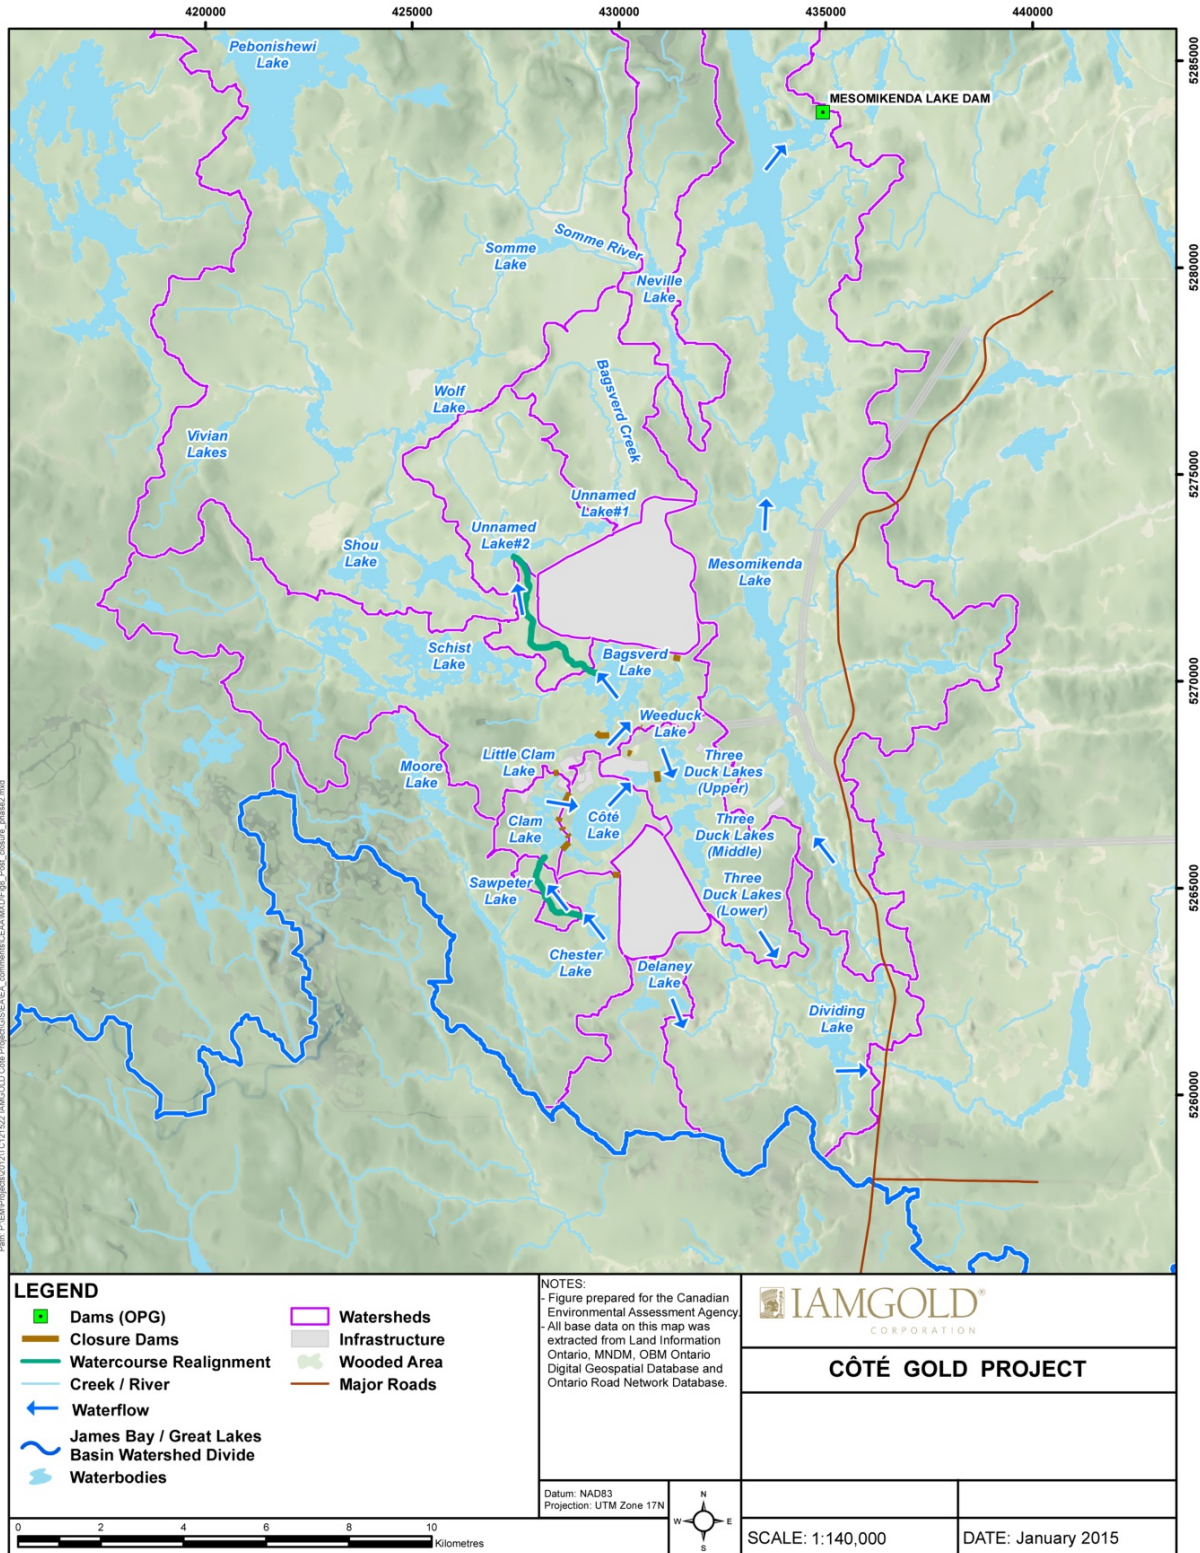 420000 425000 430000 435000 440000
5285000
5280000
5275000
5270000
5265000
5260000
Pebonishewi
Lake
MESOMIKENDA LAKE DAM
Somme River
Somme
Lake
Neville
Lake
Bagsverd Creek
Wolf
Lake
Vivian
Lakes
Unnamed
Lake#1
Unnamed
Lake#2
Shou
Lake
Mesomikenda
Lake
Schist
Lake
Bagsverd
Lake
Weeduck
Lake
Little Clam
Lake
Three
Duck Lakes
(Upper)
Moore
Lake
Clam
Lake
Côté
Lake
Three
Duck Lakes
(Middle)
Sawpeter
Lake
Three
Duck Lakes
(Lower)
Chester
Lake
Delaney
Lake
Dividing
Lake
LEGEND
Dams (OPG)
Closure Dams
Watercourse Realignment
Creek / River
Waterflow
James Bay / Great Lakes
Basin Watershed Divide
Waterbodies
Watersheds
Infrastructure
Wooded Area
Major Roads
0 2 4 6 8 10
Kilometres
NOTES:
- Figure prepared for the Canadian
Environmental Assessment Agency.
- All base data on this map was
extracted from Land Information
Ontario, MNDM, OBM Ontario
Digital Geospatial Database and
Ontario Road Network Database.
Datum: NAD83
Projection: UTM Zone 17N
N
W E
S
IAMGOLD®
CORPORATION
CÔTÉ GOLD PROJECT
SCALE: 1:140,000
DATE: January 2015